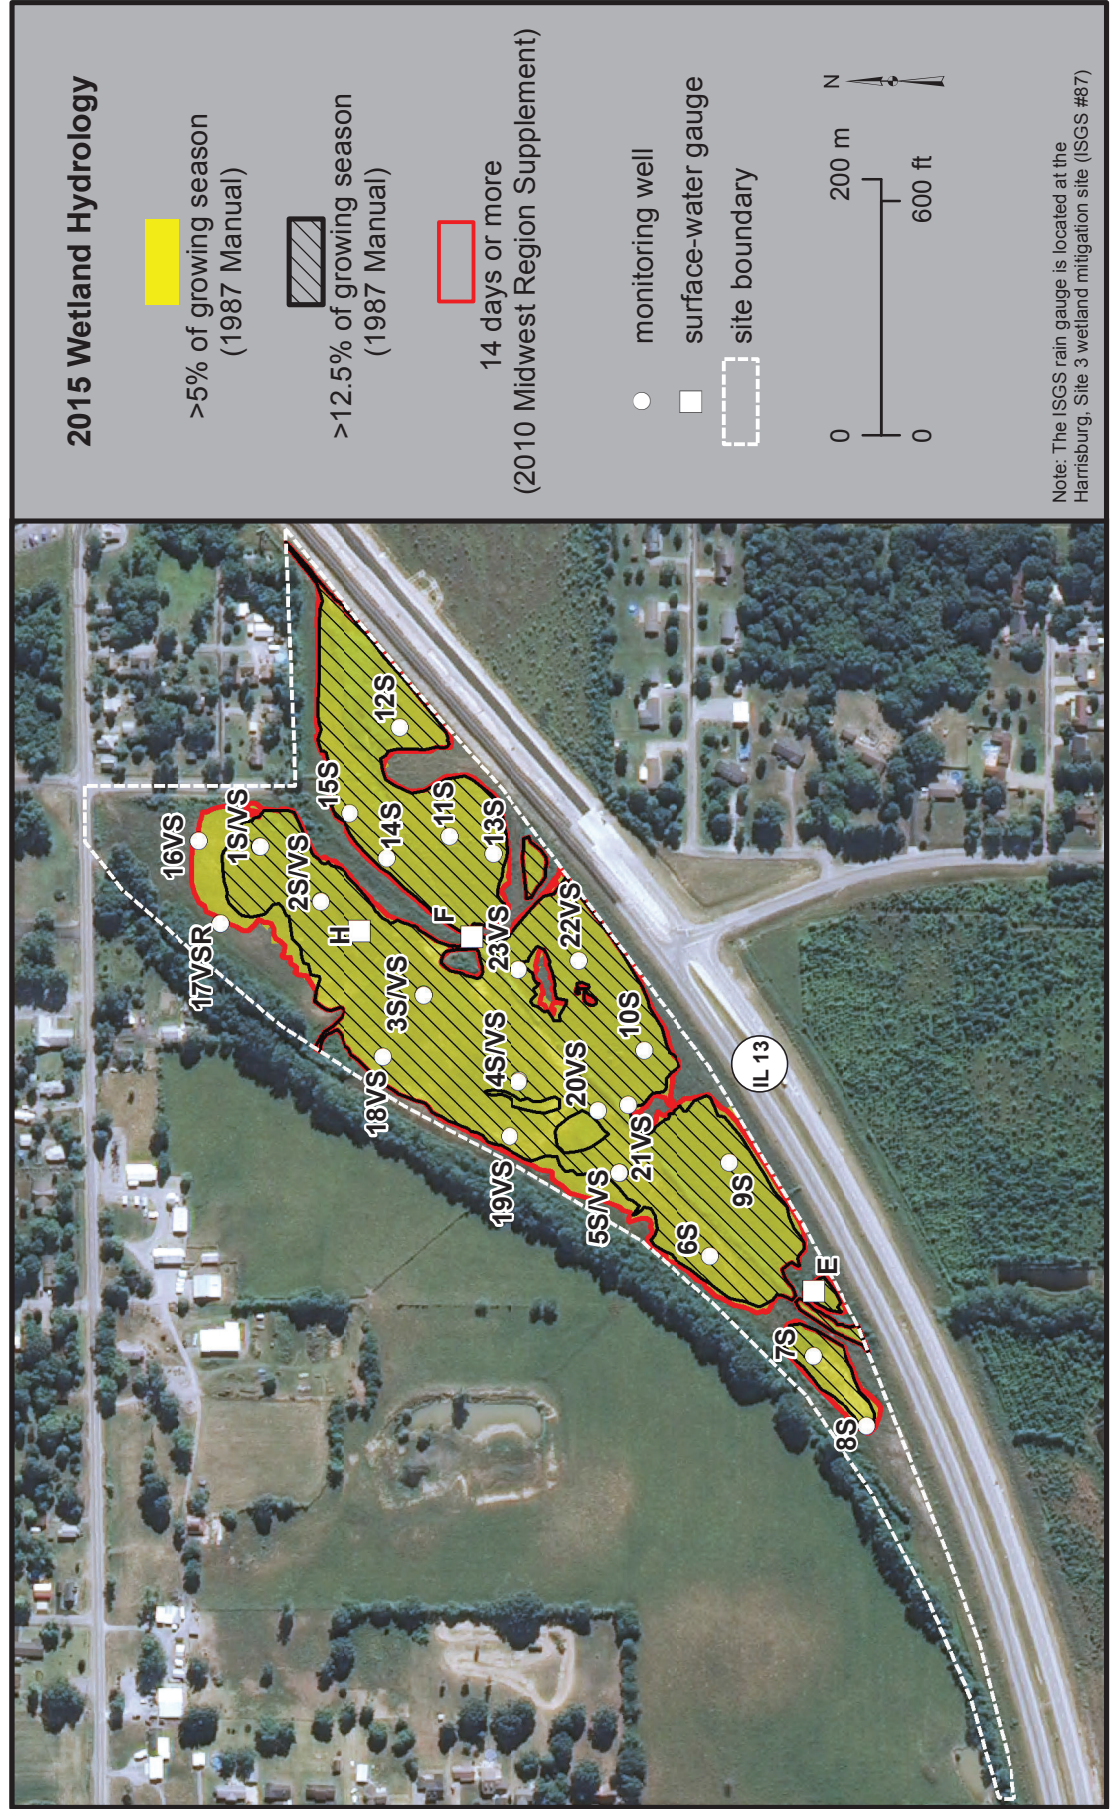 2015 Wetland Hydrology
>5% of growing season
(1987 Manual)
>12.5% of growing season
(1987 Manual)
14 days or more
(2010 Midwest Region Supplement)
monitoring well
surface-water gauge
site boundary
0
200 m
0
600 ft
N
Note: The ISGS rain gauge is located at the
Harrisburg, Site 3 wetland mitigation site (ISGS #87)
16VS
1S/VS
17VSR
2S/VS
H
15S
12S
14S
11S
13S
F
3S/VS
23VS
22VS
18VS
4S/VS
10S
20VS
21VS
19VS
5S/VS
9S
6S
E
7S
8S
IL 13